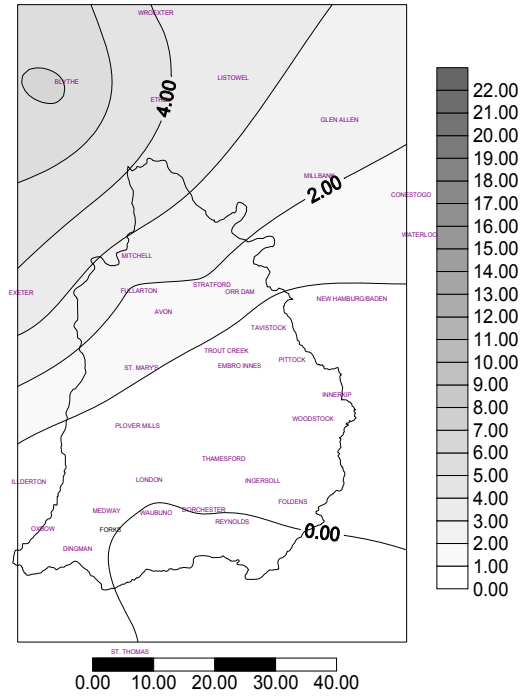 WROEXTER
BLYTHE
LISTOWEL
4.00
GLEN ALLEN
MILLBANK
2.00
CONESTOGO
WATERLOO
MITCHELL
EXETER
FULLARTON
STRATFORD
ORR DAM
NEW HAMBURG/BADEN
AVON
TAVISTOCK
TROUT CREEK
PITTOCK
ST. MARY'S
EMBRO INNES
INNERKIP
PLOVER MILLS
WOODSTOCK
THAMESFORD
ILDERTON
LONDON
INGERSOLL
FOLDENS
MEDWAY
WAUBUNO
DORCHESTER
REYNOLDS
OXBOW
FORKS
0.00
DINGMAN
ST. THOMAS
0.00 10.00 20.00 30.00 40.00
22.00
21.00
20.00
19.00
18.00
17.00
16.00
15.00
14.00
13.00
12.00
11.00
10.00
9.00
8.00
7.00
6.00
5.00
4.00
3.00
2.00
1.00
0.00